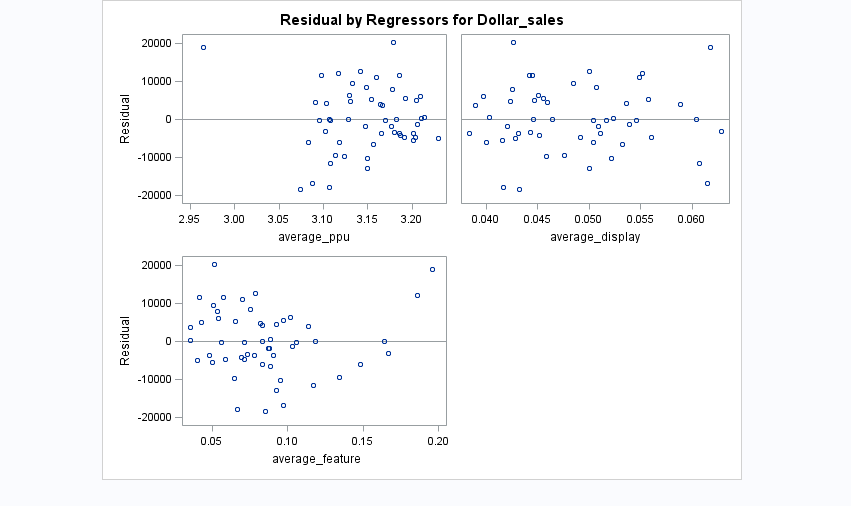 Residual by Regressors for Dollar_sales
20000
10000
0
-10000
-20000
Residual
2.95 3.00 3.05 3.10 3.15 3.20
average_ppu
0.040 0.045 0.050 0.055 0.060
average_display
20000
10000
0
-10000
-20000
Residual
0.05 0.10 0.15 0.20
average_feature